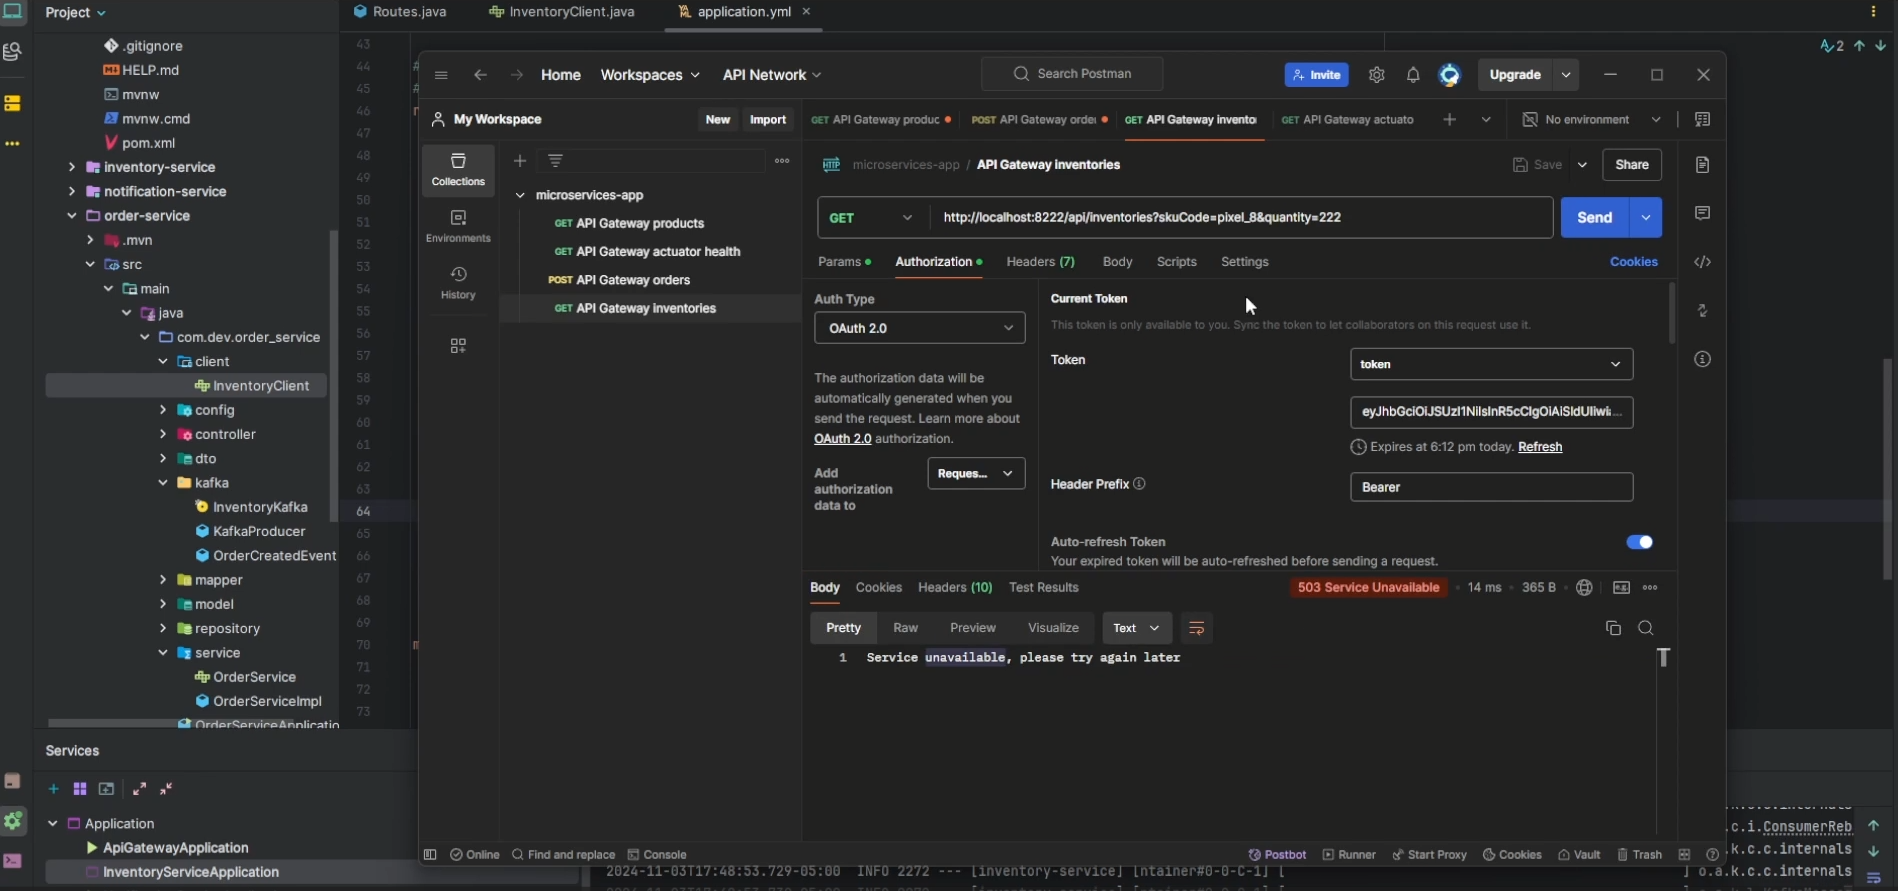 Project
Routes.java
InventoryClient.java
application.yml
.gitignore
HELP.md
mvnw
mvnw.cmd
pom.xml
inventory-service
notification-service
order-service
.mvn
src
main
java
com.dev.order_service
client
InventoryClient
config
controller
dto
kafka
InventoryKafka
KafkaProducer
OrderCreatedEvent
mapper
model
repository
service
OrderService
OrderServiceImpl
OrderServiceApplicatio
43
44
45
46
47
48
49
50
51
52
53
54
55
56
57
58
59
60
61
62
63
64
65
66
67
68
69
70
71
72
73
2
Home Workspaces API Network
Search Postman
Invite
Upgrade
My Workspace
New Import
GET API Gateway produc
POST API Gateway order
GET API Gateway invento
GET API Gateway actuato
No environment
Collections
Environments
History
microservices-app
GET API Gateway products
GET API Gateway actuator health
POST API Gateway orders
GET API Gateway inventories
HTTP microservices-app / API Gateway inventories
Save Share
GET http://localhost:8222/api/inventories?skuCode=pixel_8&quantity=222 Send
Params Authorization Headers (7) Body Scripts Settings Cookies
Auth Type
OAuth 2.0
The authorization data will be
automatically generated when you
send the request. Learn more about
OAuth 2.0 authorization.
Add
authorization
data to
Reques...
Current Token
This token is only available to you. Sync the token to let collaborators on this request use it.
Token
token
Expires at 6:12 pm today. Refresh
Header Prefix
Bearer
Auto-refresh Token
Your expired token will be auto-refreshed before sending a request.
Body Cookies Headers (10) Test Results
503 Service Unavailable 14 ms 365 B
Pretty Raw Preview Visualize Text
1 Service unavailable, please try again later
Online Find and replace Console
Postbot Runner Start Proxy Cookies Vault Trash
Services
Application
ApiGatewayApplication
InventoryServiceApplication
.c.i.ConsumerReb
.k.c.c.internals
2024-11-03T17:48:53.729-05:00 INFO 2272 --- [inventory-service] [ntainer#0-0-C-1] [
] o.a.k.c.c.internals